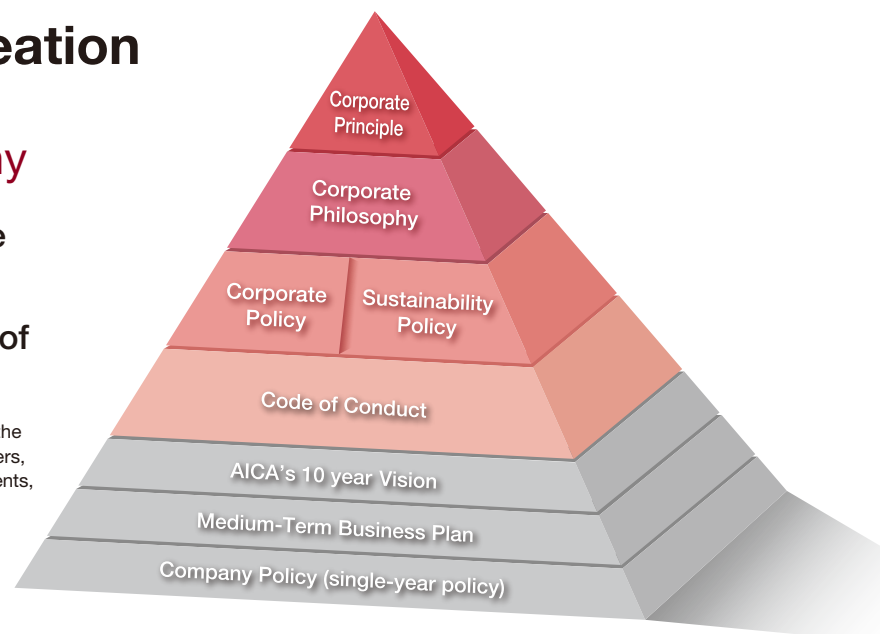 eation
ny
e
of
the
ers,
ents,
Corporate
Principle
Corporate
Philosophy
Corporate
Policy
Sustainability
Policy
Code of Conduct
AICA's 10 year Vision
Medium-Term Business Plan
Company Policy (single-year policy)